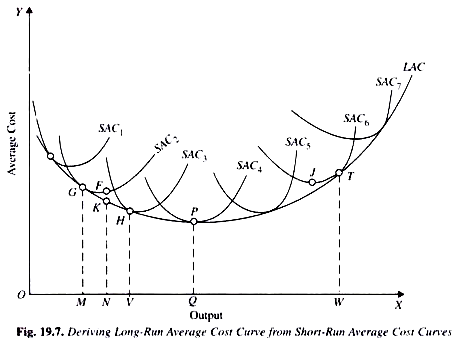 Y
LAC
SAC7
SAC6
SAC1
SAC2
SAC3
SAC4
SAC5
Average Cost
G
F
K
H
P
J
T
O
M
N
V
Q
W
X
Output
Fig. 19.7. Deriving Long-Run Average Cost Curve from Short-Run Average Cost Curves